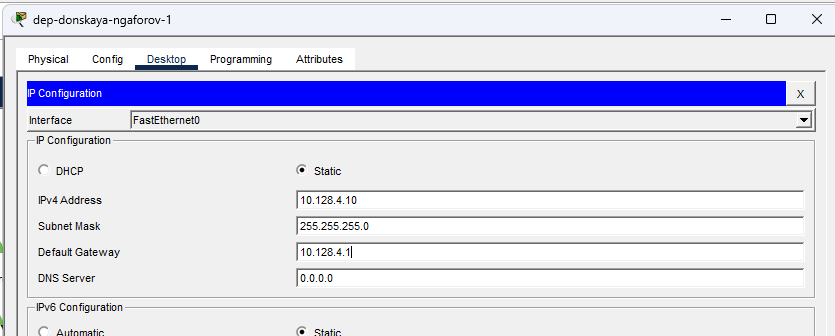 dep-donskaya-ngaforov-1
Physical Config Desktop Programming Attributes
IP Configuration X
Interface FastEthernet0
IP Configuration
DHCP Static
IPv4 Address 10.128.4.10
Subnet Mask 255.255.255.0
Default Gateway 10.128.4.1
DNS Server 0.0.0.0
IPv6 Configuration
Automatic Static